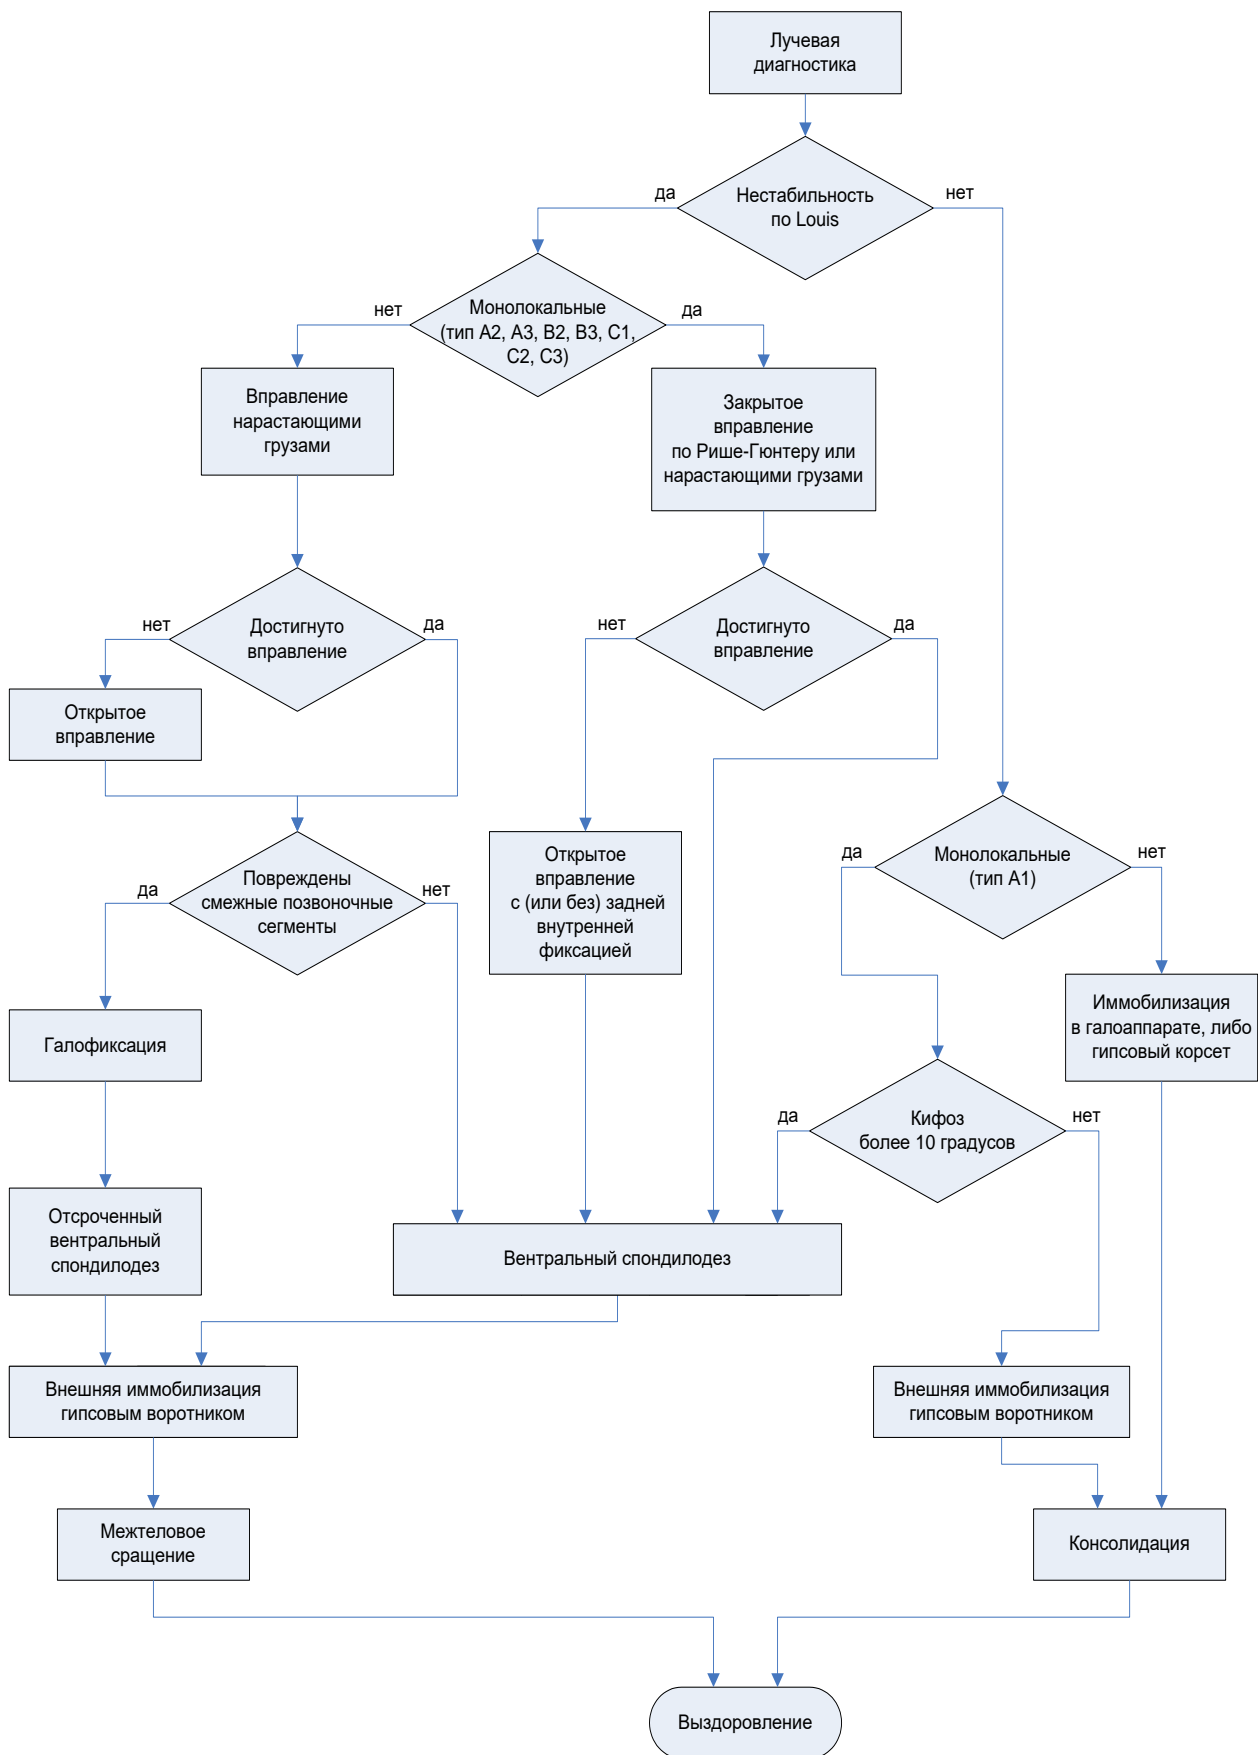 Лучевая
диагностика
да
Нестабильность
по Louis
нет
нет
Монолокальные
(тип A2, A3, B2, B3, C1,
C2, C3)
да
Вправление
нарастающими
грузами
Закрытое
вправление
по Рише-Гюнтеру или
нарастающими грузами
нет
Достигнуто
вправление
да
нет
Достигнуто
вправление
да
Открытое
вправление
да
Повреждены
смежные позвоночные
сегменты
нет
Открытое
вправление
с (или без) задней
внутренней
фиксацией
да
Монолокальные
(тип A1)
нет
Галофиксация
Иммобилизация
в галоаппарате, либо
гипсовый корсет
да
Кифоз
более 10 градусов
нет
Отсроченный
вентральный
спондилодез
Вентральный спондилодез
Внешняя иммобилизация
гипсовым воротником
Внешняя иммобилизация
гипсовым воротником
Межтеловое
сращение
Консолидация
Выздоровление